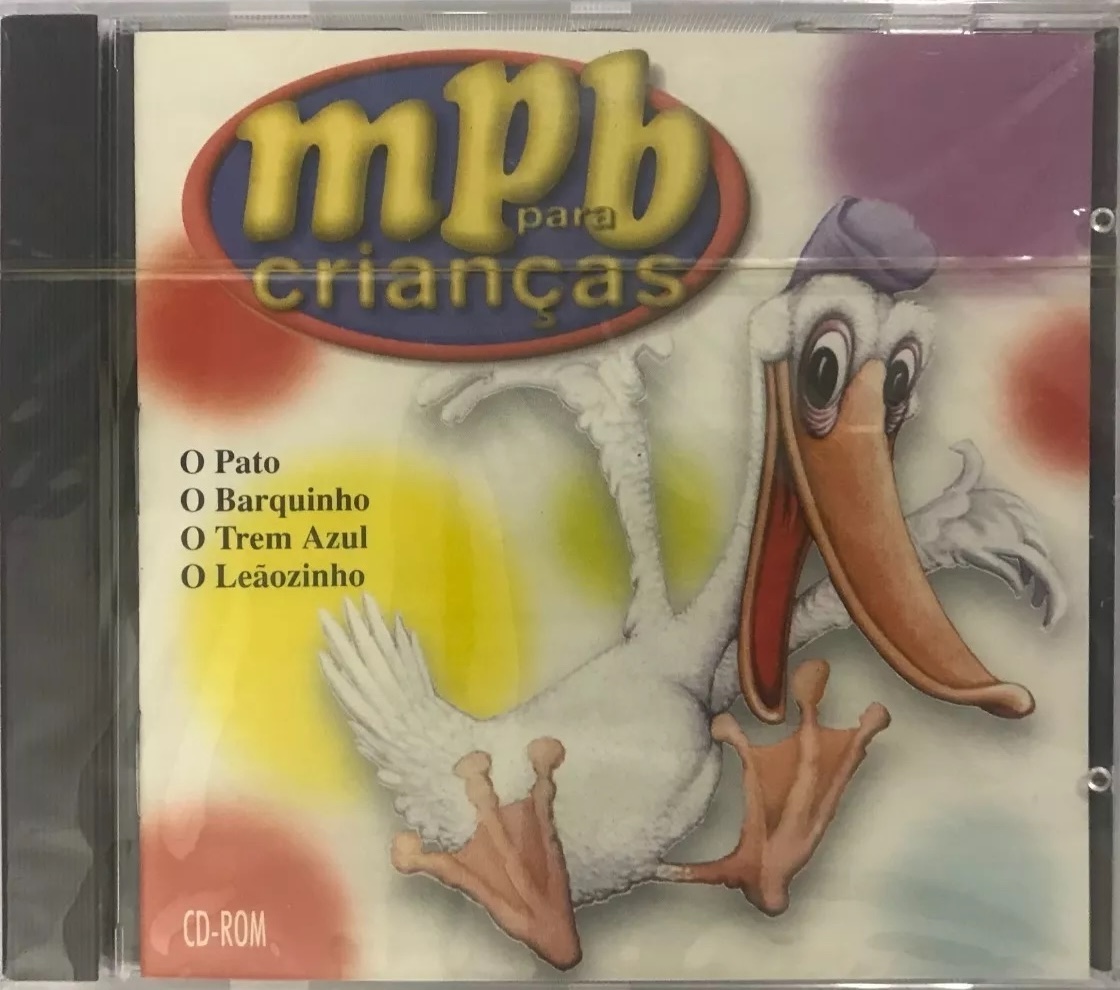 mpb
para
crianças
O Pato
O Barquinho
O Trem Azul
O Leãozinho
CD-ROM